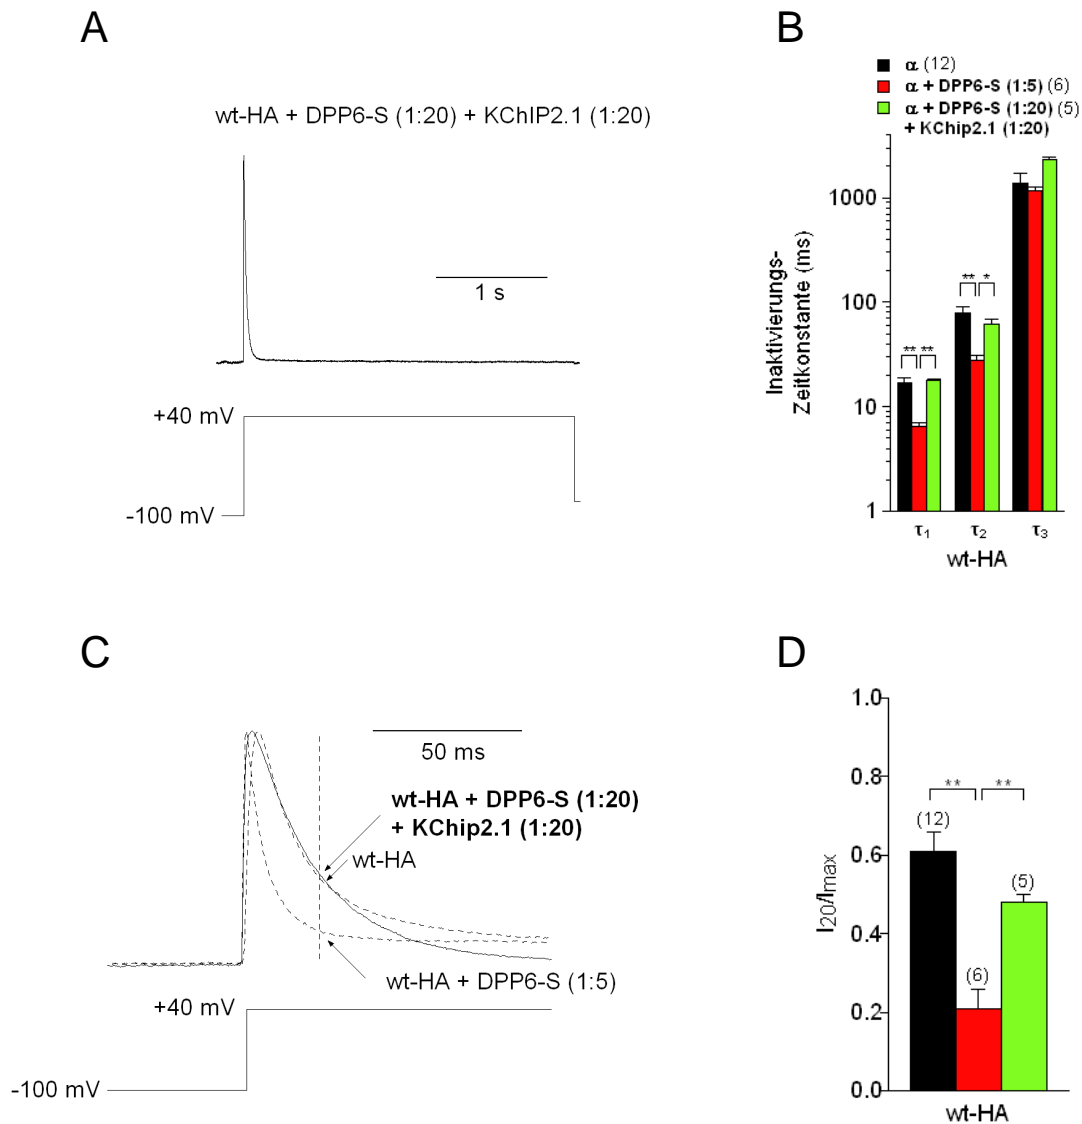 A
wt-HA + DPP6-S (1:20) + KChIP2.1 (1:20)
1 s
+40 mV
-100 mV
B
α (12)
α + DPP6-S (1:5) (6)
α + DPP6-S (1:20) (5)
+ KChip2.1 (1:20)
Inaktivierungs-
Zeitkonstante (ms)
1000
100
10
1
** *
** **
τ1 τ2 τ3
wt-HA
C
50 ms
wt-HA + DPP6-S (1:20)
+ KChip2.1 (1:20)
wt-HA
wt-HA + DPP6-S (1:5)
+40 mV
-100 mV
D
I20/Imax
1.0
0.8
0.6
0.4
0.2
0.0
** **
(12)
(6)
(5)
wt-HA